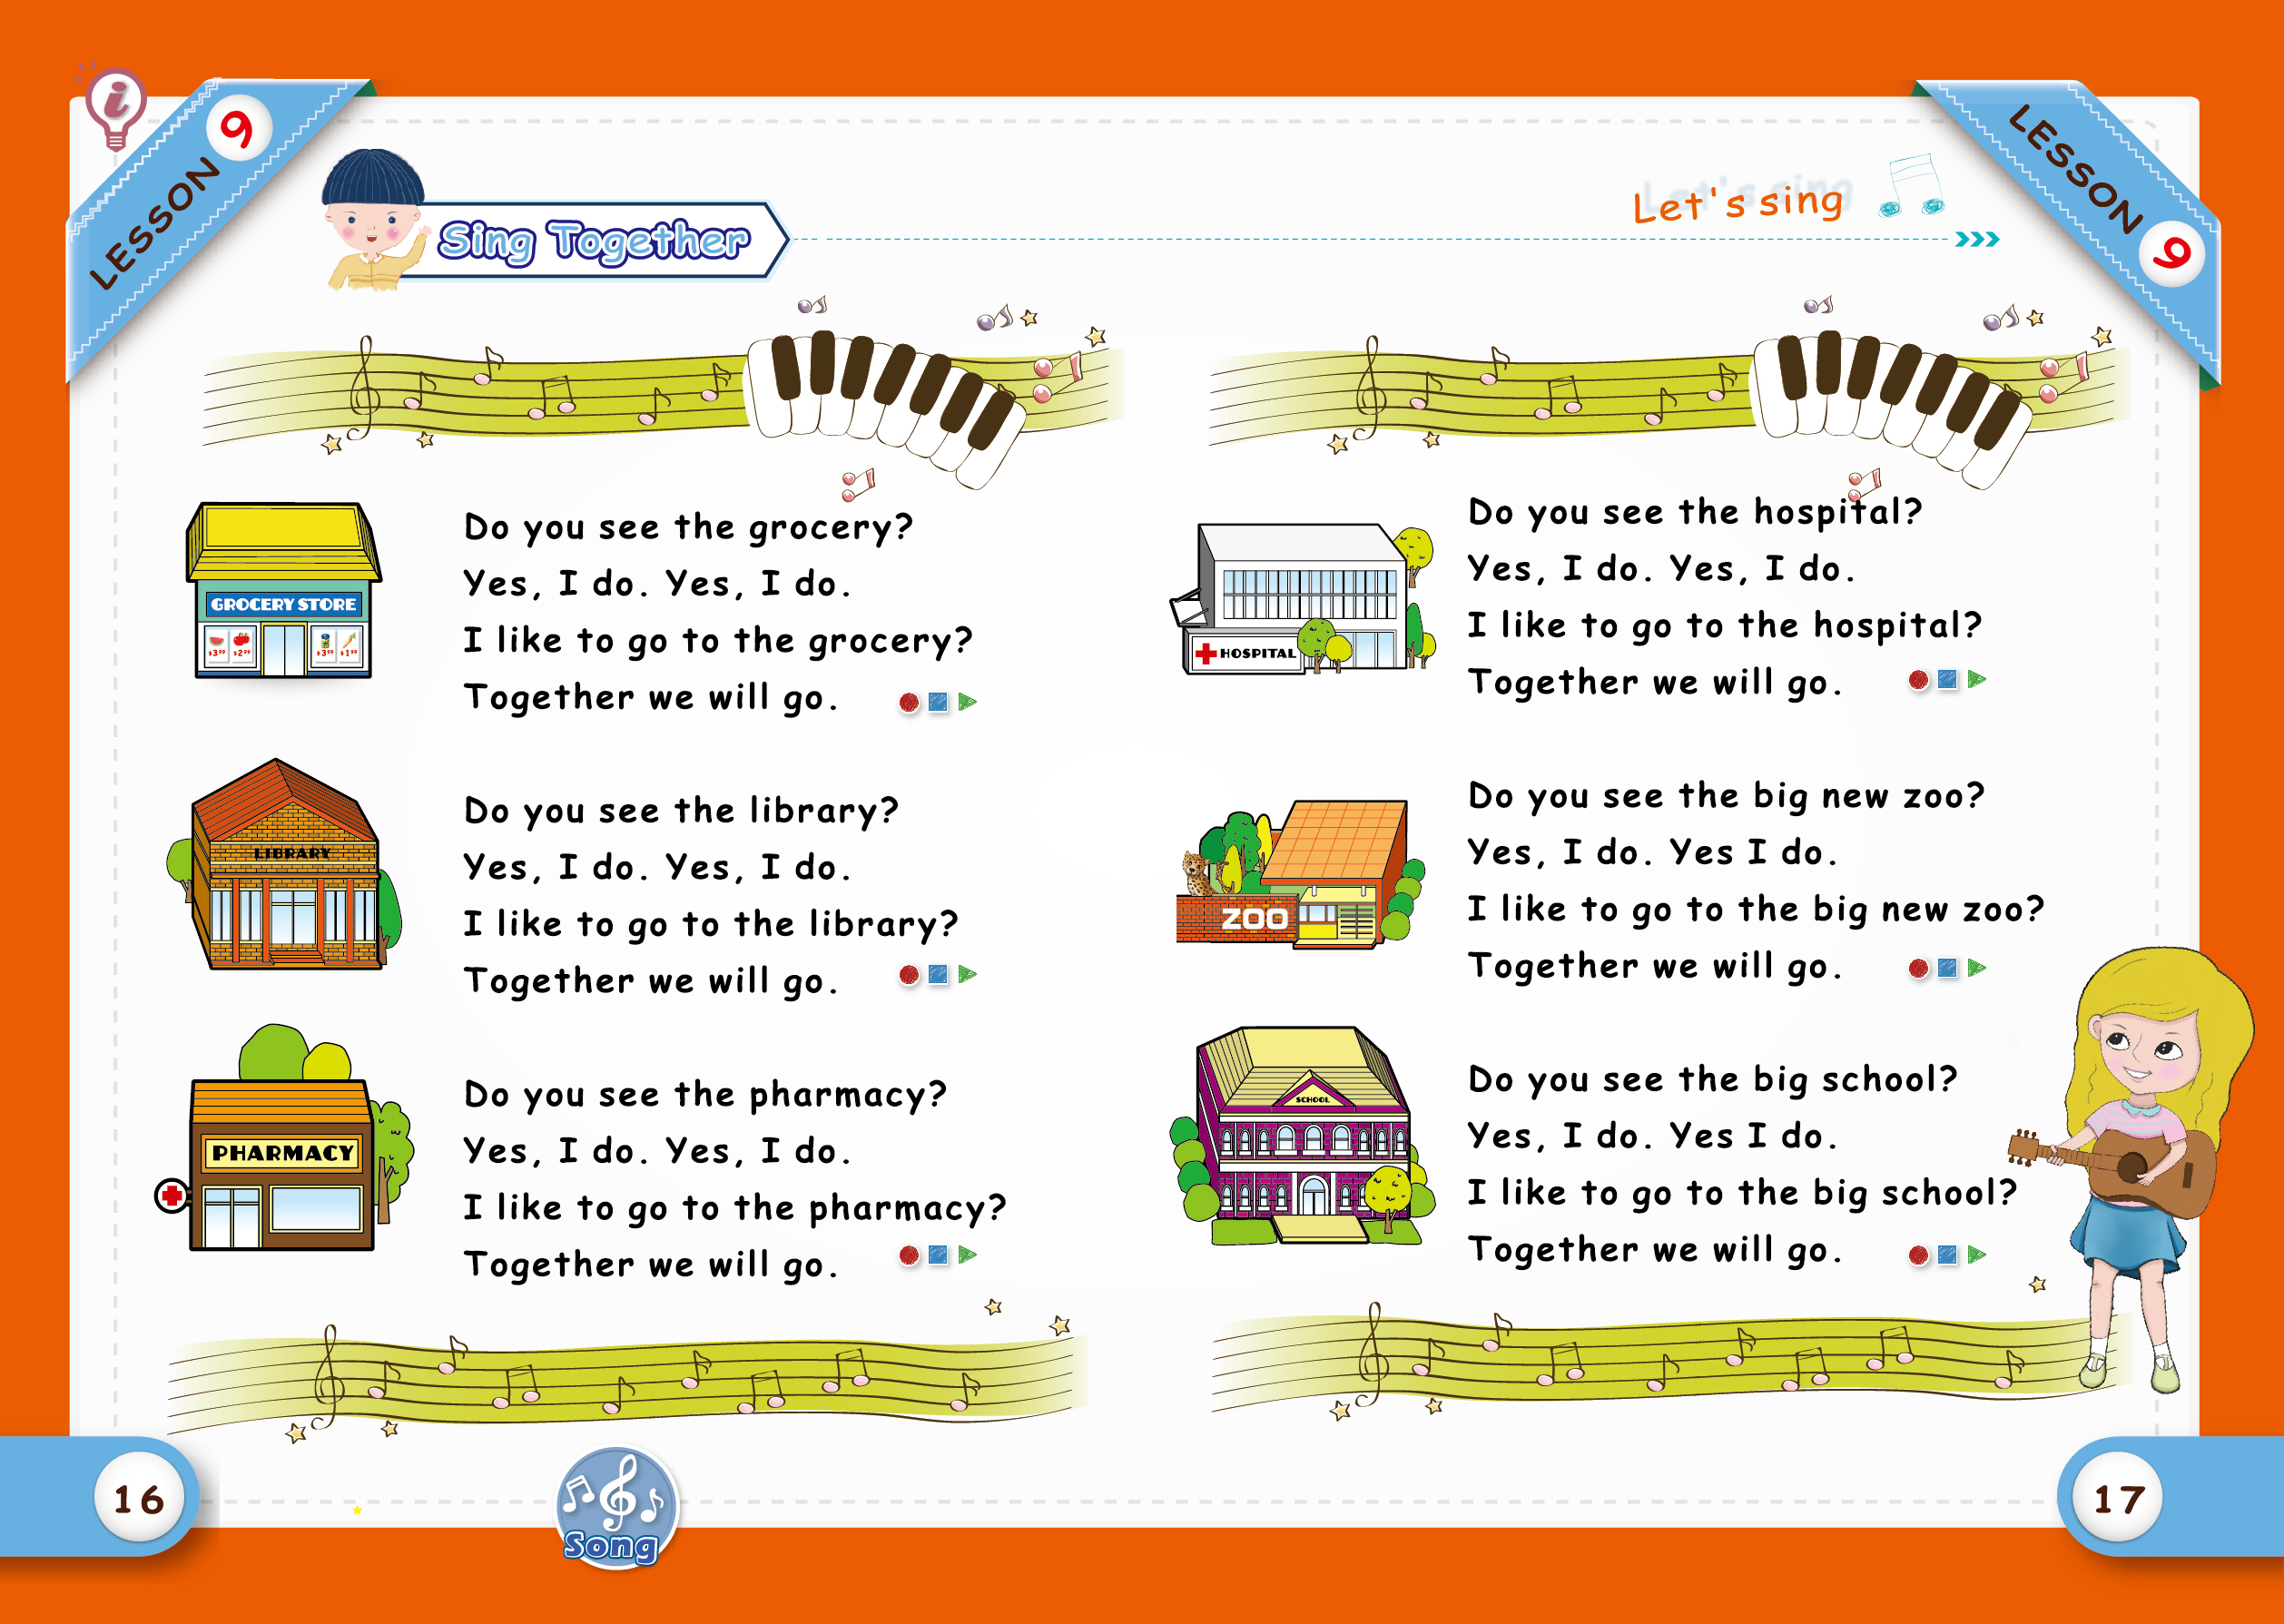 LESSON 9
Sing Together
Do you see the grocery?
Yes, I do. Yes, I do.
I like to go to the grocery?
Together we will go.
GROCERY STORE
$3⁹⁹ $2⁹⁹ $3⁹⁹ $1⁹⁹
Do you see the library?
Yes, I do. Yes, I do.
I like to go to the library?
Together we will go.
LIBRARY
Do you see the pharmacy?
Yes, I do. Yes, I do.
I like to go to the pharmacy?
Together we will go.
PHARMACY
16
Song
LESSON 9
Let's sing
Do you see the hospital?
Yes, I do. Yes, I do.
I like to go to the hospital?
Together we will go.
HOSPITAL
Do you see the big new zoo?
Yes, I do. Yes I do.
I like to go to the big new zoo?
Together we will go.
ZOO
Do you see the big school?
Yes, I do. Yes I do.
I like to go to the big school?
Together we will go.
SCHOOL
17